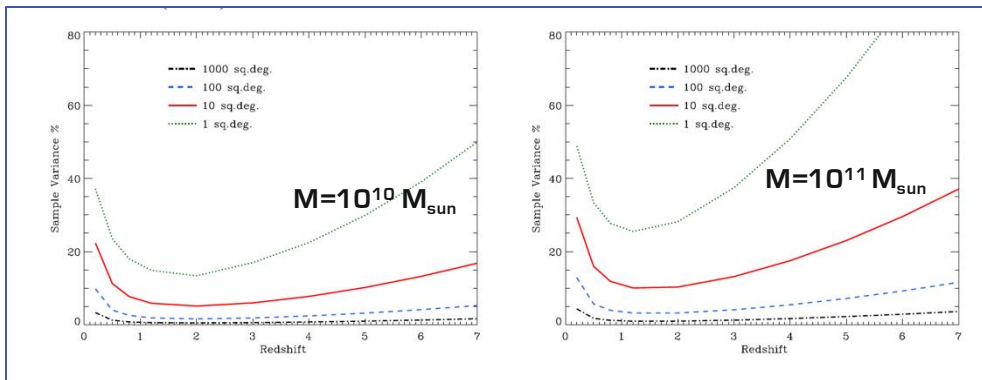 80
60
40
20
0
Sample Variance %
1000 sq.deg.
100 sq.deg.
10 sq.deg.
1 sq.deg.
M=10¹⁰ Mₛᵤₙ
0 1 2 3 4 5 6 7
Redshift
80
60
40
20
0
Sample Variance %
1000 sq.deg.
100 sq.deg.
10 sq.deg.
1 sq.deg.
M=10¹¹ Mₛᵤₙ
0 1 2 3 4 5 6 7
Redshift